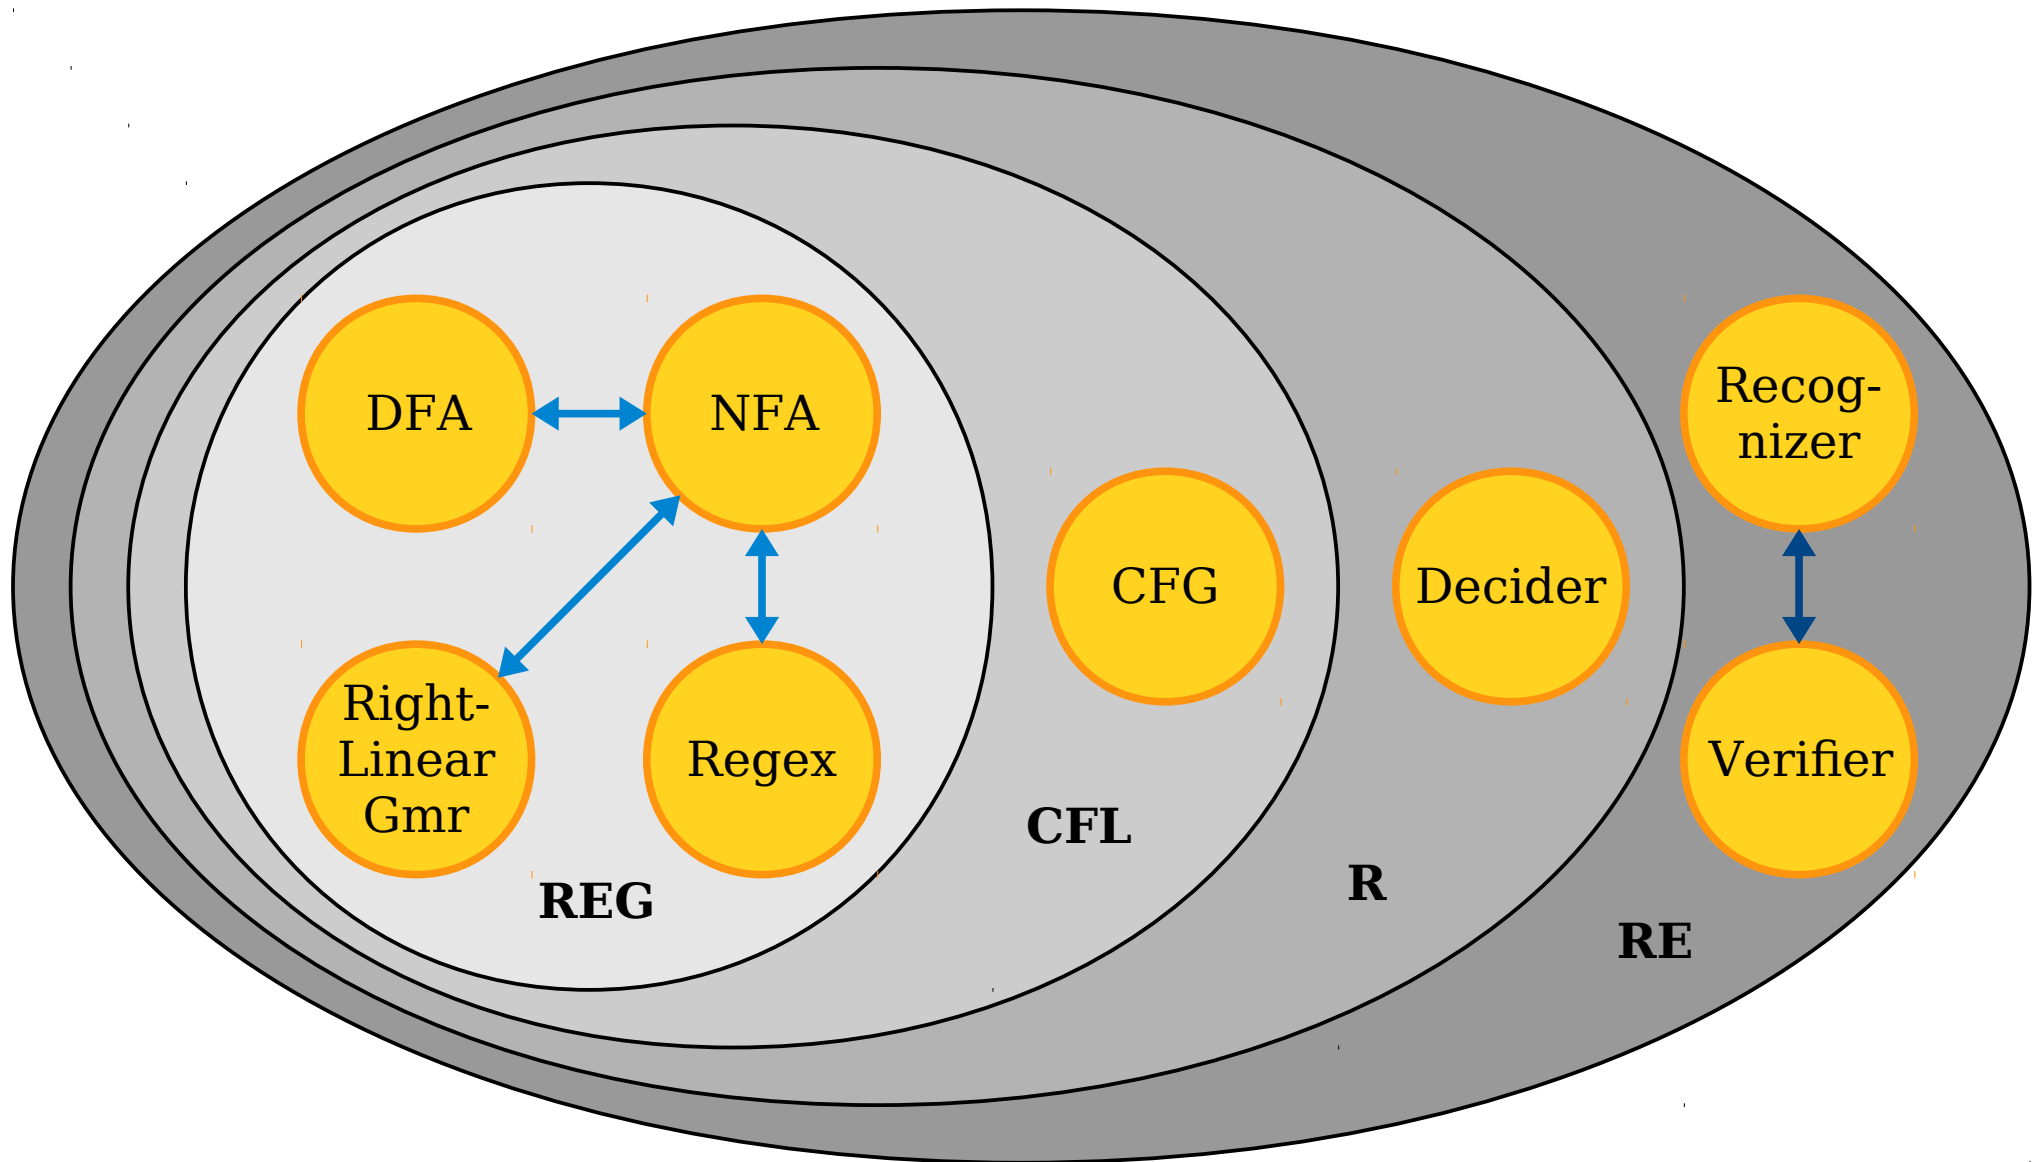 DFA
NFA
Recog-
nizer
CFG
Decider
Right-
Linear
Gmr
Regex
Verifier
CFL
R
REG
RE